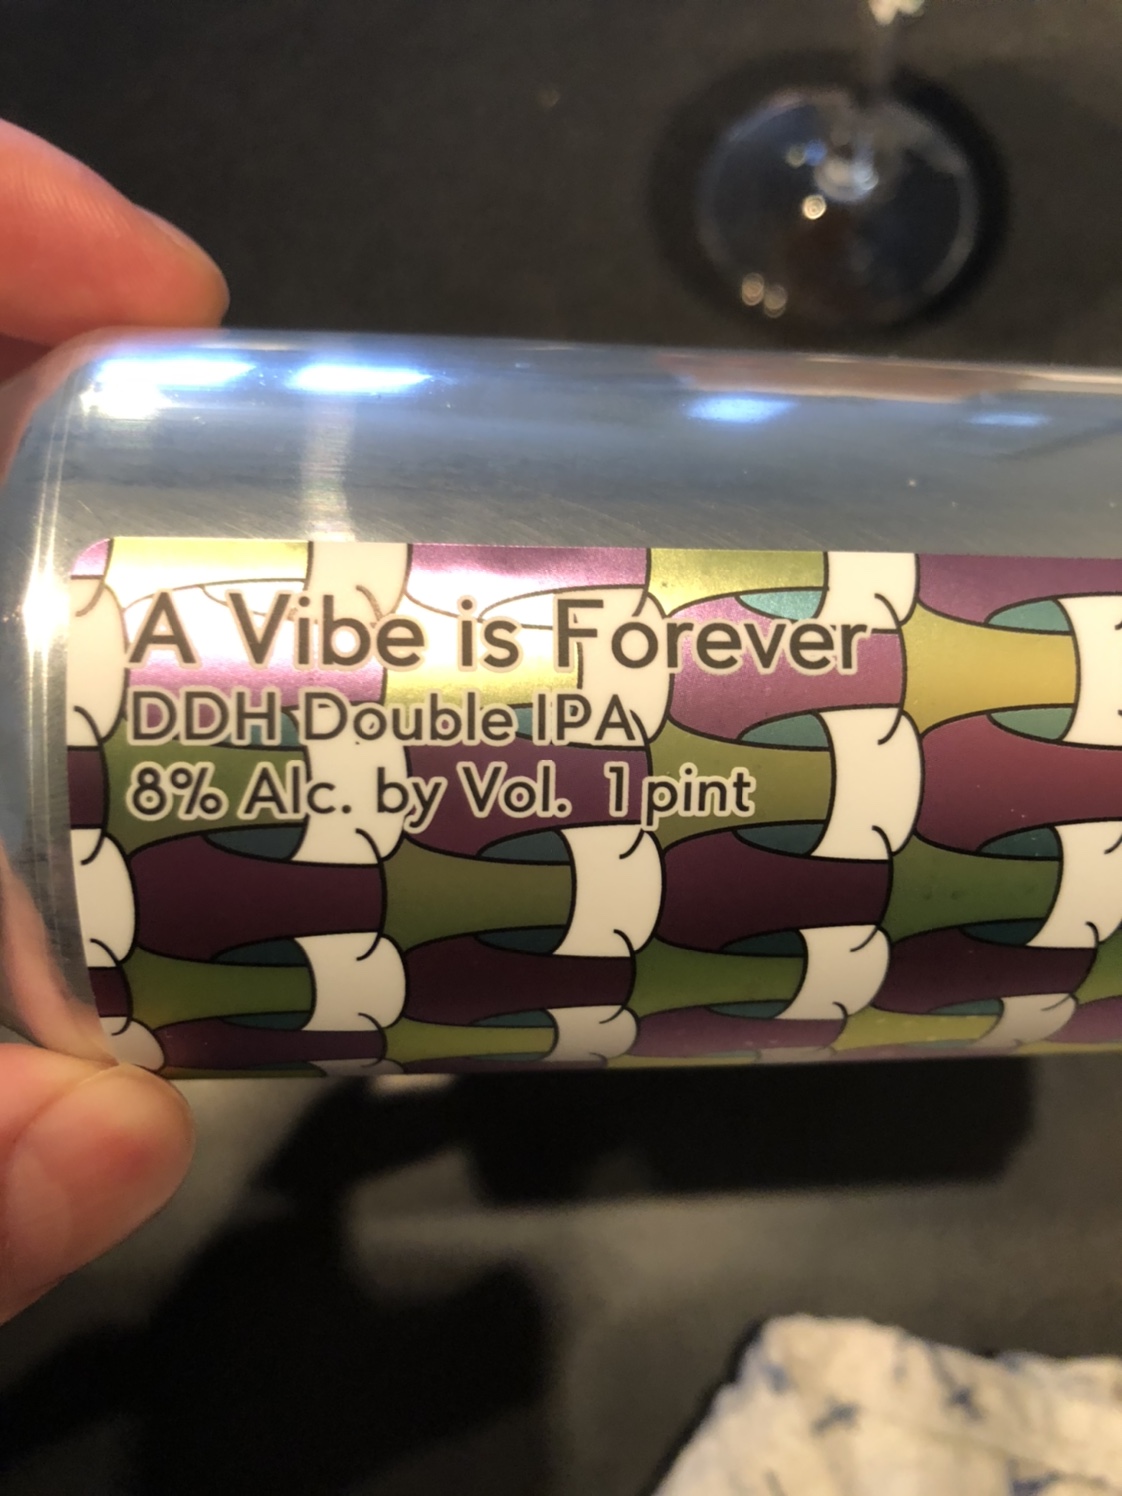 A Vibe is Forever
DDH Double IPA
8% Alc. by Vol. 1 pint